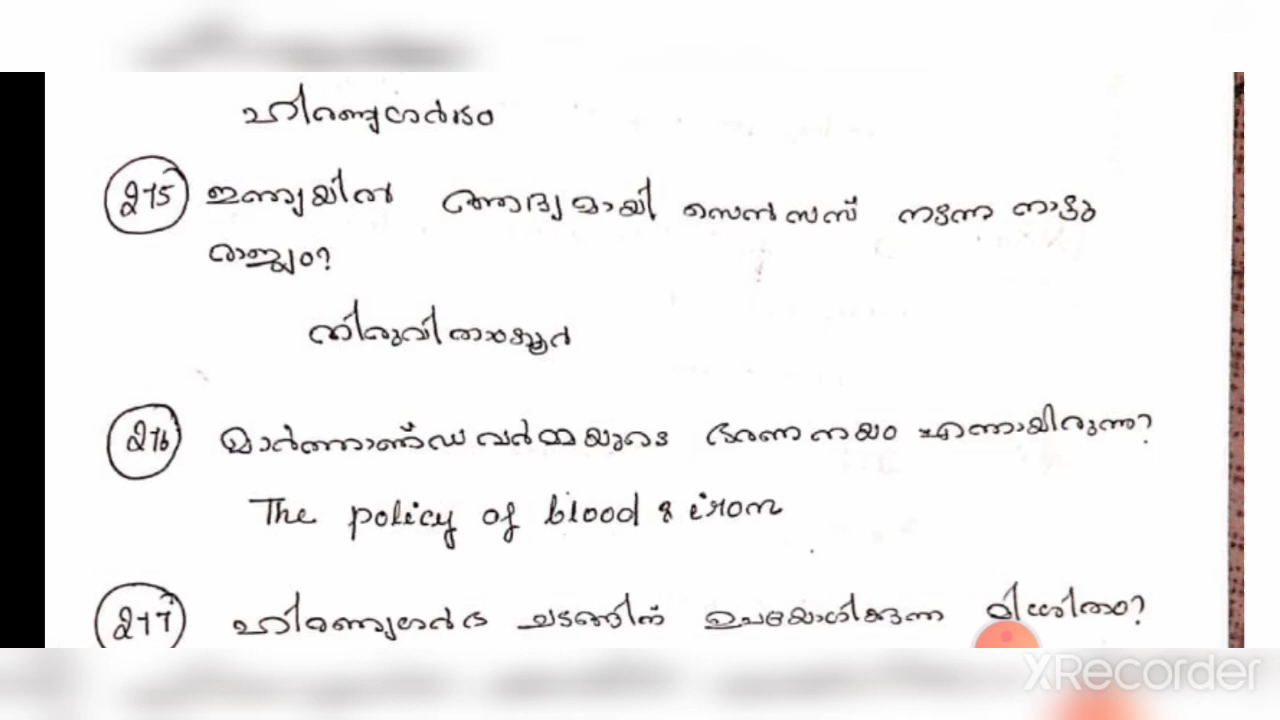 ഹിരണ്യഗർഭം
275 ഇന്ത്യയിൽ ആദ്യമായി സെൻസസ് നടന്ന നാട്ടു
രാജ്യം?
തിരുവിതാംകൂർ
276 മാർത്താണ്ഡവർമ്മയുടെ ഭരണനയം എന്തായിരുന്നു?
The policy of blood & iron
277 ഹിരണ്യഗർഭ ചടങ്ങിന് ഉപയോഗിക്കുന്ന മിശ്രിതം?
XRecorder